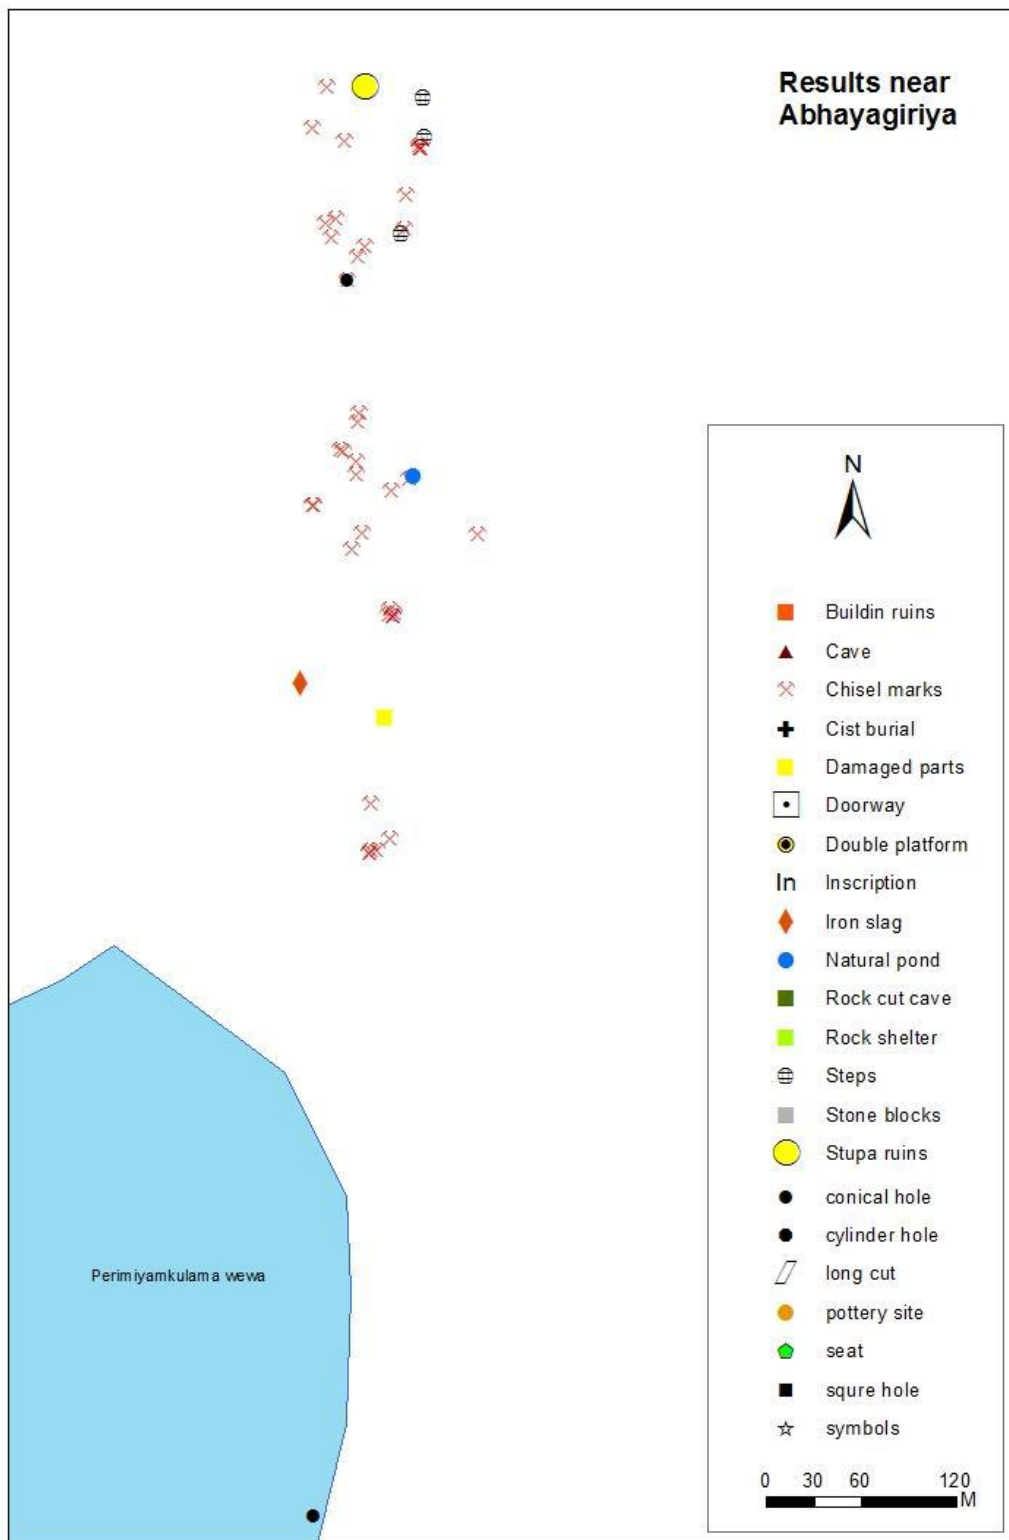 Results near
Abhayagiriya
N
Buildin ruins
Cave
Chisel marks
Cist burial
Damaged parts
Doorway
Double platform
In Inscription
Iron slag
Natural pond
Rock cut cave
Rock shelter
Steps
Stone blocks
Stupa ruins
conical hole
cylinder hole
long cut
pottery site
seat
squre hole
symbols
0 30 60 120
M
Perimiyamkulama wewa